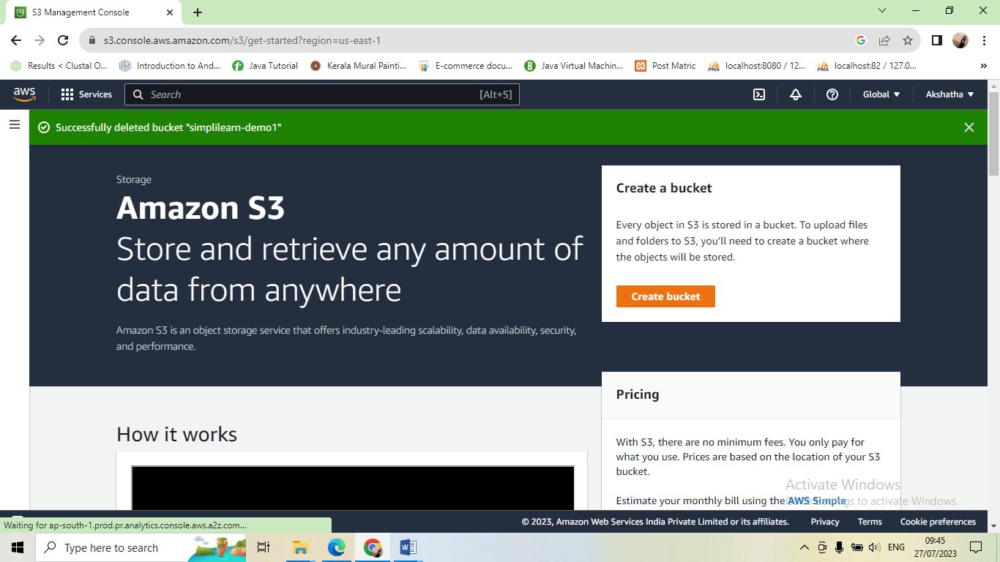 S3 Management Console
s3.console.aws.amazon.com/s3/get-started?region=us-east-1
Results < Clustal O...
Introduction to And...
Java Tutorial
Kerala Mural Painti...
E-commerce docu...
Java Virtual Machin...
Post Matric
localhost:8080 / 12...
localhost:82 / 127.0...
»
aws
Services
Search
[Alt+S]
Global
Akshatha
Successfully deleted bucket "simplilearn-demo1"
Storage
Amazon S3
Store and retrieve any amount of
data from anywhere
Amazon S3 is an object storage service that offers industry-leading scalability, data availability, security,
and performance.
Create a bucket
Every object in S3 is stored in a bucket. To upload files
and folders to S3, you'll need to create a bucket where
the objects will be stored.
Create bucket
Pricing
With S3, there are no minimum fees. You only pay for
what you use. Prices are based on the location of your S3
bucket.
Estimate your monthly bill using the AWS Simple
How it works
Activate Windows
Go to Settings to activate Windows.
Waiting for ap-south-1.prod.pr.analytics.console.aws.a2z.com...
© 2023, Amazon Web Services India Private Limited or its affiliates.
Privacy
Terms
Cookie preferences
Type here to search
ENG
09:45
27/07/2023